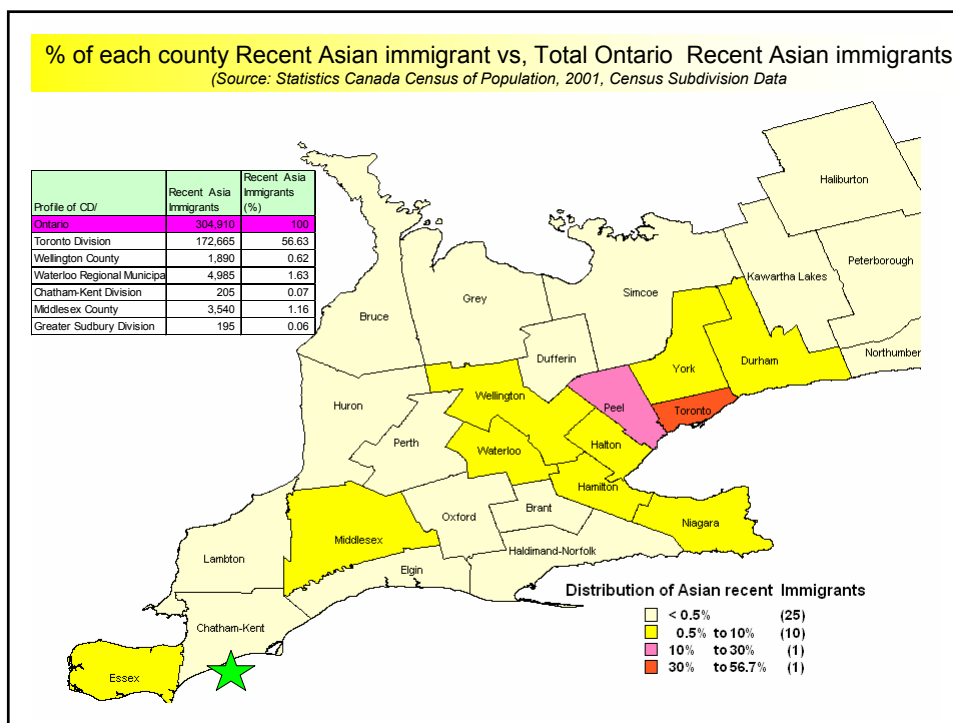 % of each county Recent Asian immigrant vs, Total Ontario  Recent Asian immigrants
(Source: Statistics Canada Census of Population, 2001, Census Subdivision Data
Profile of CD/ Recent Asia Immigrants Recent Asia Immigrants (%)
Ontario 304,910 100
Toronto Division 172,665 56.63
Wellington County 1,890 0.62
Waterloo Regional Municipa 4,985 1.63
Chatham-Kent Division 205 0.07
Middlesex County 3,540 1.16
Greater Sudbury Division 195 0.06
Haliburton
Peterborough
Kawartha Lakes
Simcoe
Grey
Bruce
Northumber
Dufferin
York
Durham
Wellington
Huron
Peel
Toronto
Perth
Waterloo
Halton
Hamilton
Oxford
Brant
Niagara
Middlesex
Haldimand-Norfolk
Lambton
Elgin
Chatham-Kent
Essex
Distribution of Asian recent Immigrants
< 0.5% (25)
0.5% to 10% (10)
10% to 30% (1)
30% to 56.7% (1)